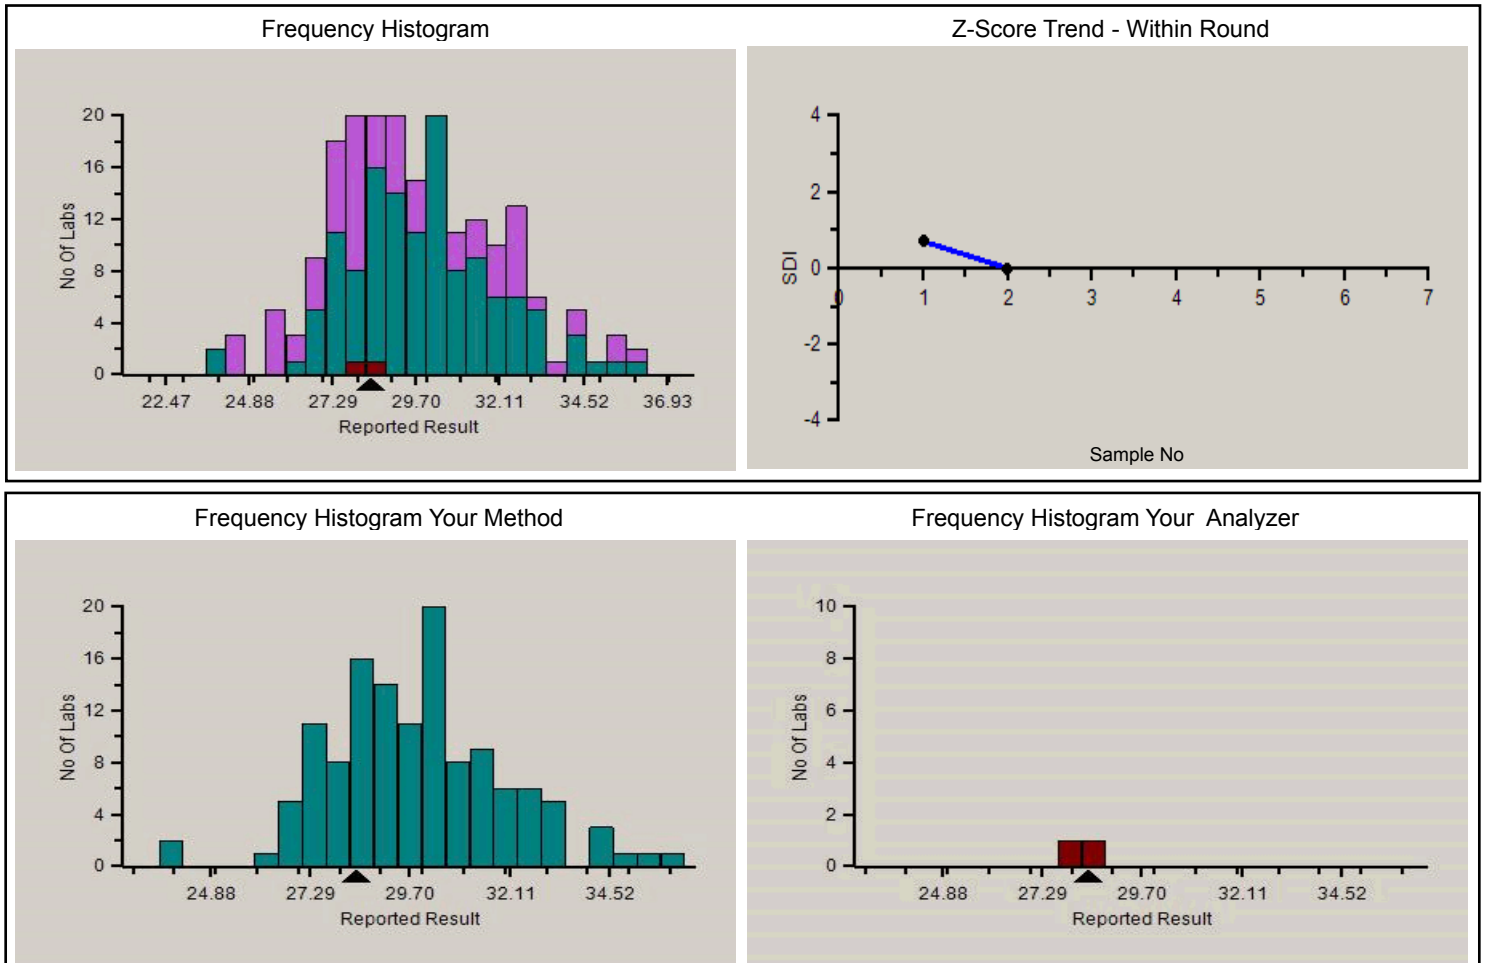 Frequency Histogram
20
16
12
8
4
0
No Of Labs
22.47 24.88 27.29 29.70 32.11 34.52 36.93
Reported Result
Z-Score Trend - Within Round
4
2
0
-2
-4
SDI
0 1 2 3 4 5 6 7
Sample No
Frequency Histogram Your Method
20
16
12
8
4
0
No Of Labs
24.88 27.29 29.70 32.11 34.52
Reported Result
Frequency Histogram Your Analyzer
10
8
6
4
2
0
No Of Labs
24.88 27.29 29.70 32.11 34.52
Reported Result